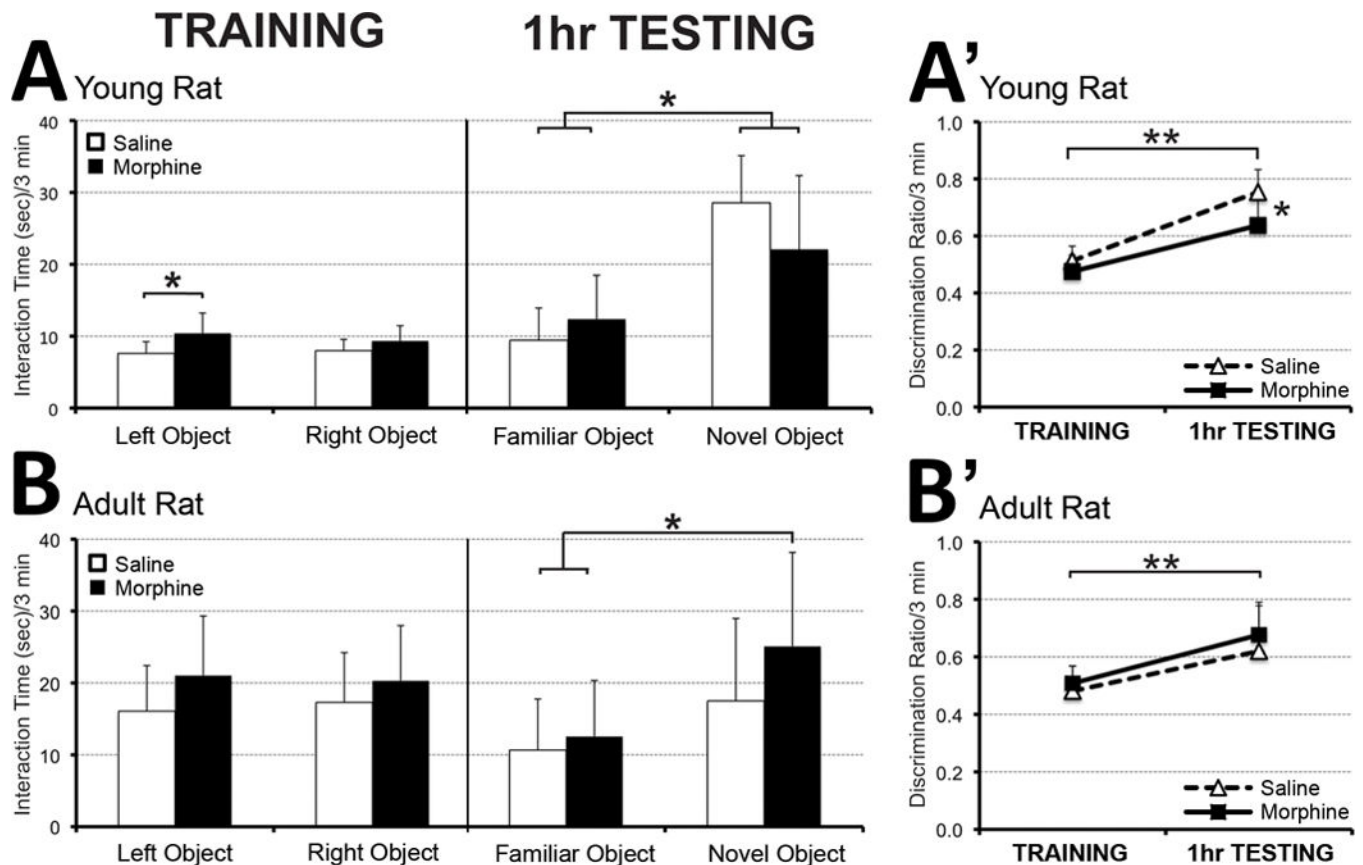 TRAINING 1hr TESTING
A Young Rat
*
*
Saline
Morphine
Interaction Time (sec)/3 min
40
30
20
10
0
Left Object Right Object Familiar Object Novel Object
A’ Young Rat
**
*
Discrimination Ratio/3 min
1.0
0.8
0.6
0.4
0.2
0.0
Saline
Morphine
TRAINING 1hr TESTING
B Adult Rat
*
Saline
Morphine
Interaction Time (sec)/3 min
40
30
20
10
0
Left Object Right Object Familiar Object Novel Object
B’ Adult Rat
**
Discrimination Ratio/3 min
1.0
0.8
0.6
0.4
0.2
0.0
Saline
Morphine
TRAINING 1hr TESTING